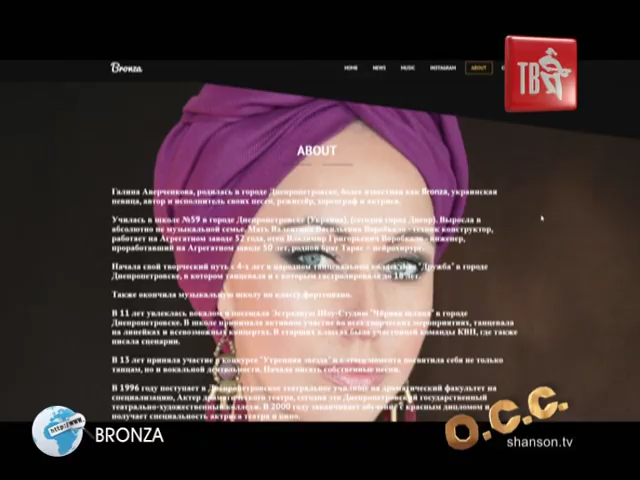 Bronza
HOME NEWS MUSIC INSTAGRAM ABOUT
ТВ
ABOUT
Галина Аверченкова, родилась в городе Днепропетровске, более известная как Bronza, украинская
певица, автор и исполнитель своих песен, режиссёр, хореограф и актриса.
Училась в школе №59 в городе Днепропетровске (Украина), (сегодня город Днепр). Выросла в
абсолютно не музыкальной семье. Мать Валентина Васильевна Воробкало - техник конструктор,
работает на Агрегатном заводе 52 года, отец Владимир Григорьевич Воробкало - инженер,
проработавший на Агрегатном заводе 50 лет, родной брат Тарас - нейрохирург.
Начала свой творческий путь с 4-х лет в народном танцевальном "Дружба" в городе
Днепропетровске, в котором танцевала и с которым гастролировала до 16 лет.
Также окончила музыкальную школу по классу фортепиано.
В 11 лет увлеклась вокалом и посещала Эстрадную Шоу-Студию в городе
Днепропетровске. В школе принимала активное участие во всех творческих мероприятиях, танцевала
на линейках и всевозможных концертах. В старших классах была участницей команды КВН, где также
писала сценарии.
В 13 лет приняла участие в конкурсе "Утренняя звезда" и с этого момента посвятила себя не только
танцам, но и вокальной деятельности. Начала писать собственные песни.
В 1996 году поступает в Днепропетровское театральное училище на драматический факультет на
специализацию, Актер драматического театра, сегодня это Днепропетровский государственный
театрально-художественный колледж. В 2000 году заканчивает обучение с красным дипломом и
получает специальность актриса театра и кино.
http://www.
BRONZA
О.С.С.
shanson.tv